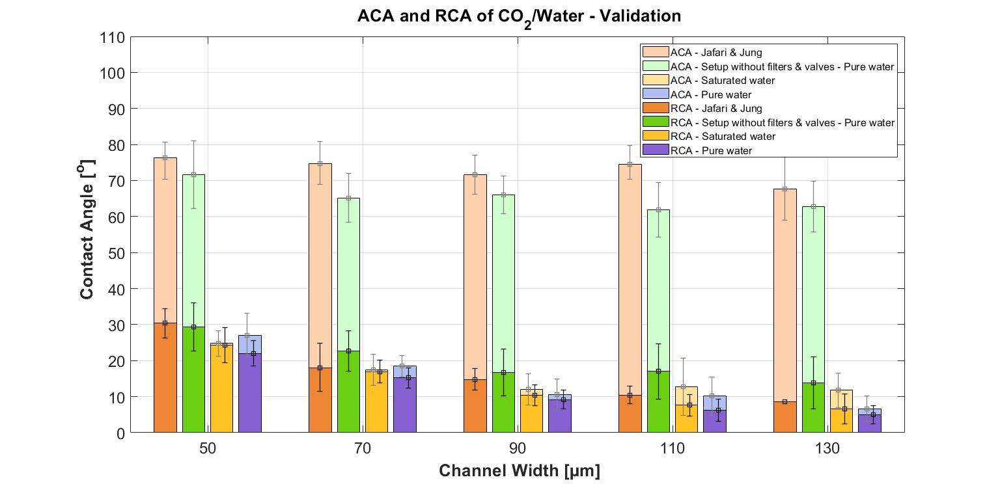 ACA and RCA of CO2/Water - Validation
110
100
90
80
70
60
50
40
30
20
10
0
Contact Angle [o]
ACA - Jafari & Jung
ACA - Setup without filters & valves - Pure water
ACA - Saturated water
ACA - Pure water
RCA - Jafari & Jung
RCA - Setup without filters & valves - Pure water
RCA - Saturated water
RCA - Pure water
50 70 90 110 130
Channel Width [µm]